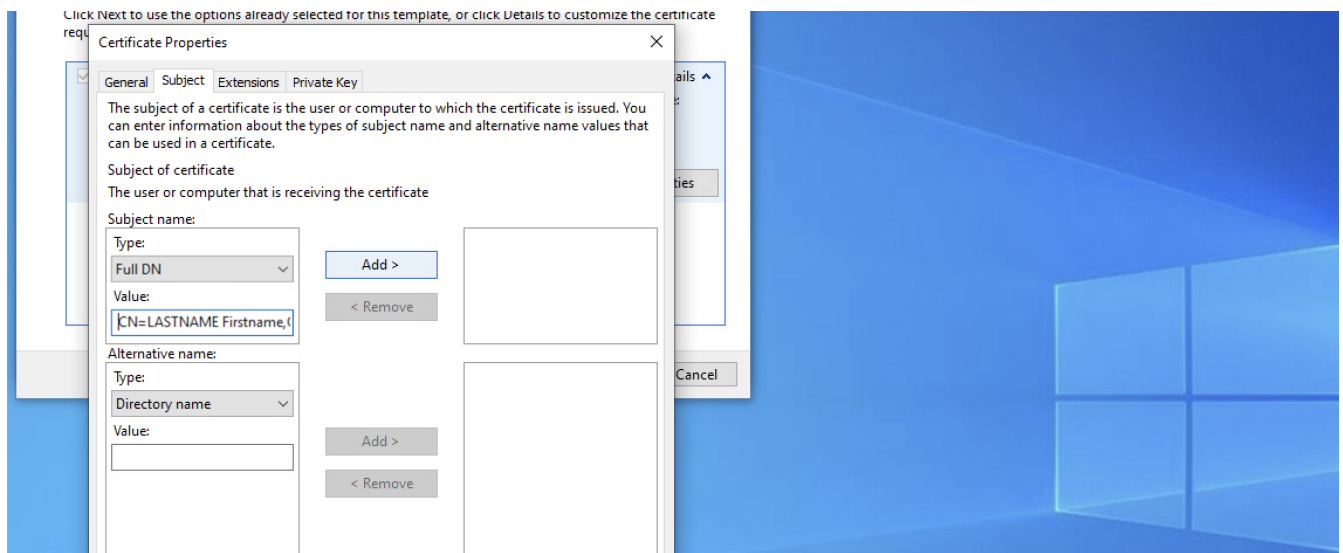 Click Next to use the options already selected for this template, or click Details to customize the certificate
requ
Certificate Properties
General Subject Extensions Private Key
ails
The subject of a certificate is the user or computer to which the certificate is issued. You
can enter information about the types of subject name and alternative name values that
can be used in a certificate.
Subject of certificate
The user or computer that is receiving the certificate
ties
Subject name:
Type:
Full DN
Add >
Value:
< Remove
CN=LASTNAME Firstname,
Alternative name:
Type:
Cancel
Directory name
Value:
Add >
< Remove